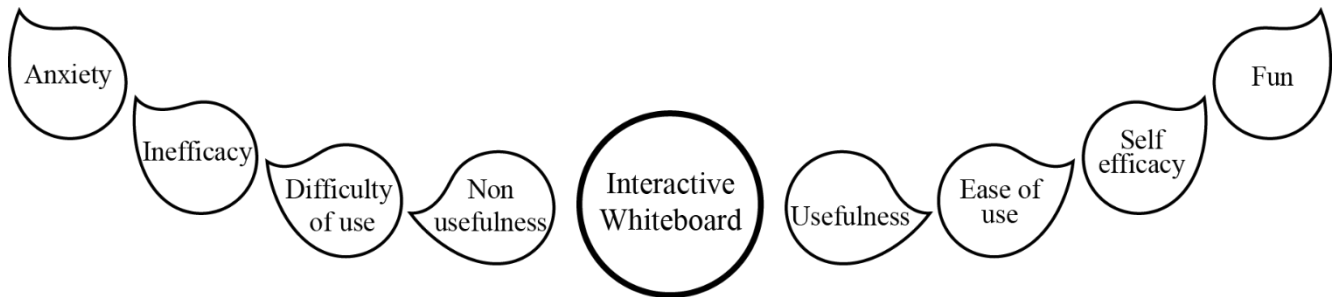 Anxiety
Inefficacy
Difficulty
of use
Non
usefulness
Interactive
Whiteboard
Usefulness
Ease of
use
Self
efficacy
Fun